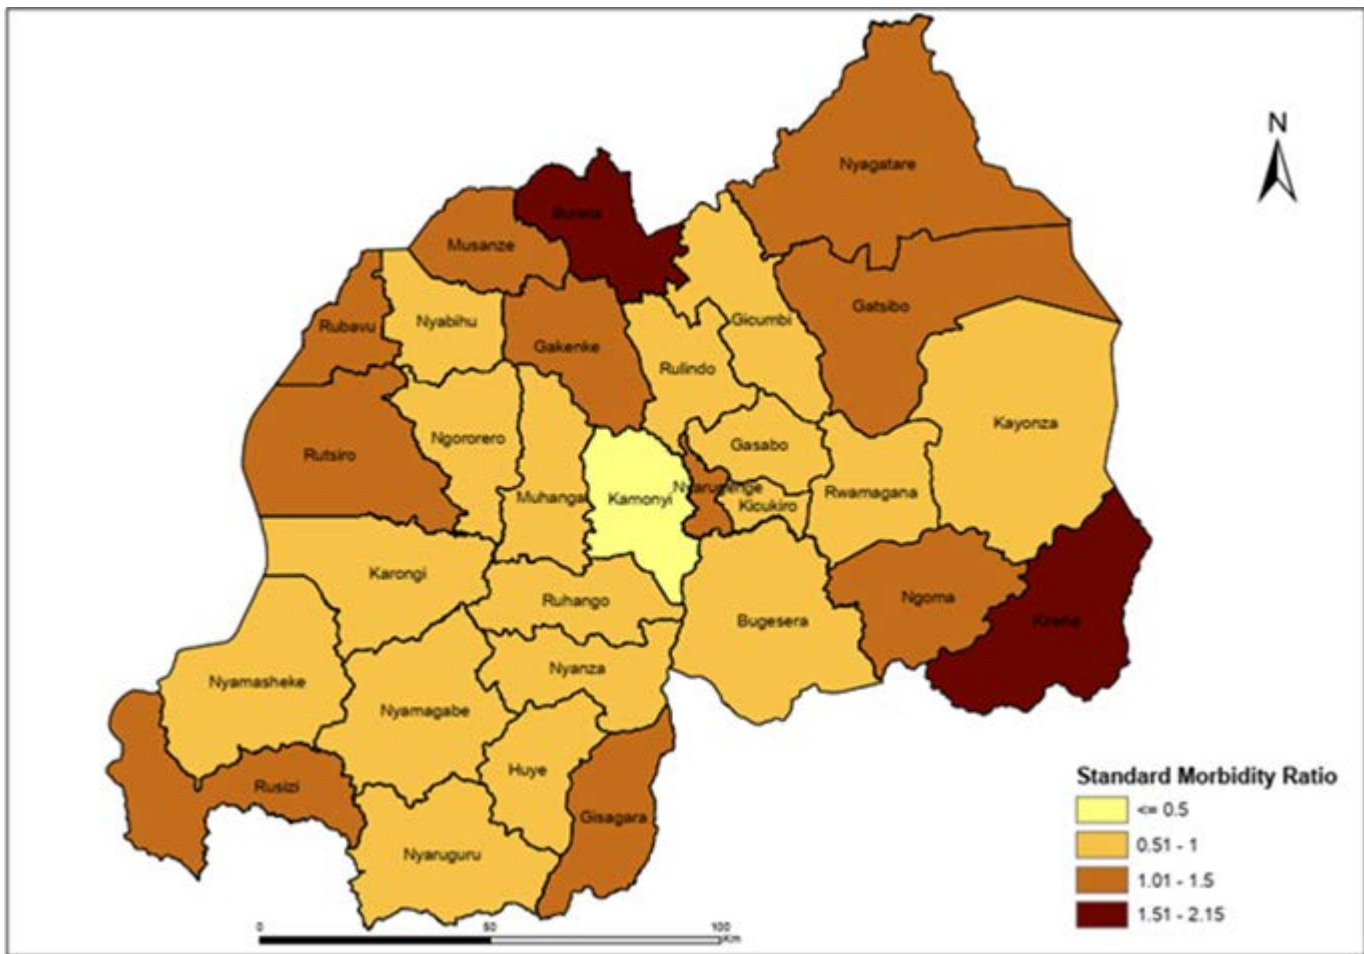 N
Nyagatare
Burera
Musanze
Gatsibo
Rubavu
Nyabihu
Gicumbi
Gakenke
Rulindo
Kayonza
Ngororero
Gasabo
Rutsiro
Nyarugenge
Rwamagana
Muhanga
Kamonyi
Kicukiro
Karongi
Ruhango
Ngoma
Bugesera
Kirehe
Nyanza
Nyamasheke
Nyamagabe
Huye
Rusizi
Gisagara
Nyaruguru
Standard Morbidity Ratio
<= 0.5
0.51 - 1
1.01 - 1.5
1.51 - 2.15
0 50 100
Km